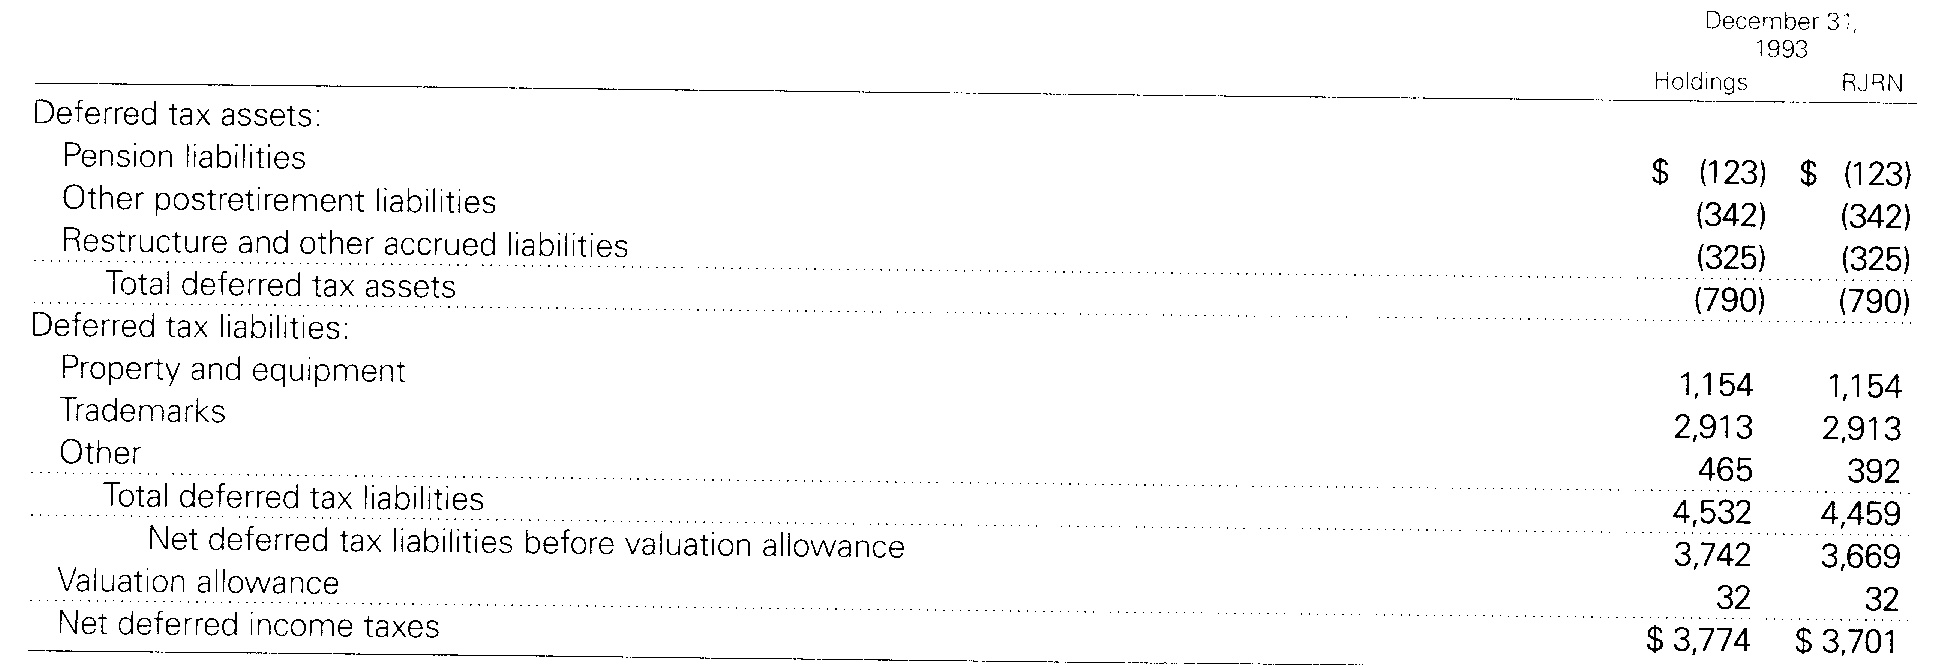 December 31,
1993
Holdings RJRN
Deferred tax assets:
Pension liabilities $ (123) $ (123)
Other postretirement liabilities (342) (342)
Restructure and other accrued liabilities (325) (325)
Total deferred tax assets (790) (790)
Deferred tax liabilities:
Property and equipment 1,154 1,154
Trademarks 2,913 2,913
Other 465 392
Total deferred tax liabilities 4,532 4,459
Net deferred tax liabilities before valuation allowance 3,742 3,669
Valuation allowance 32 32
Net deferred income taxes $ 3,774 $ 3,701